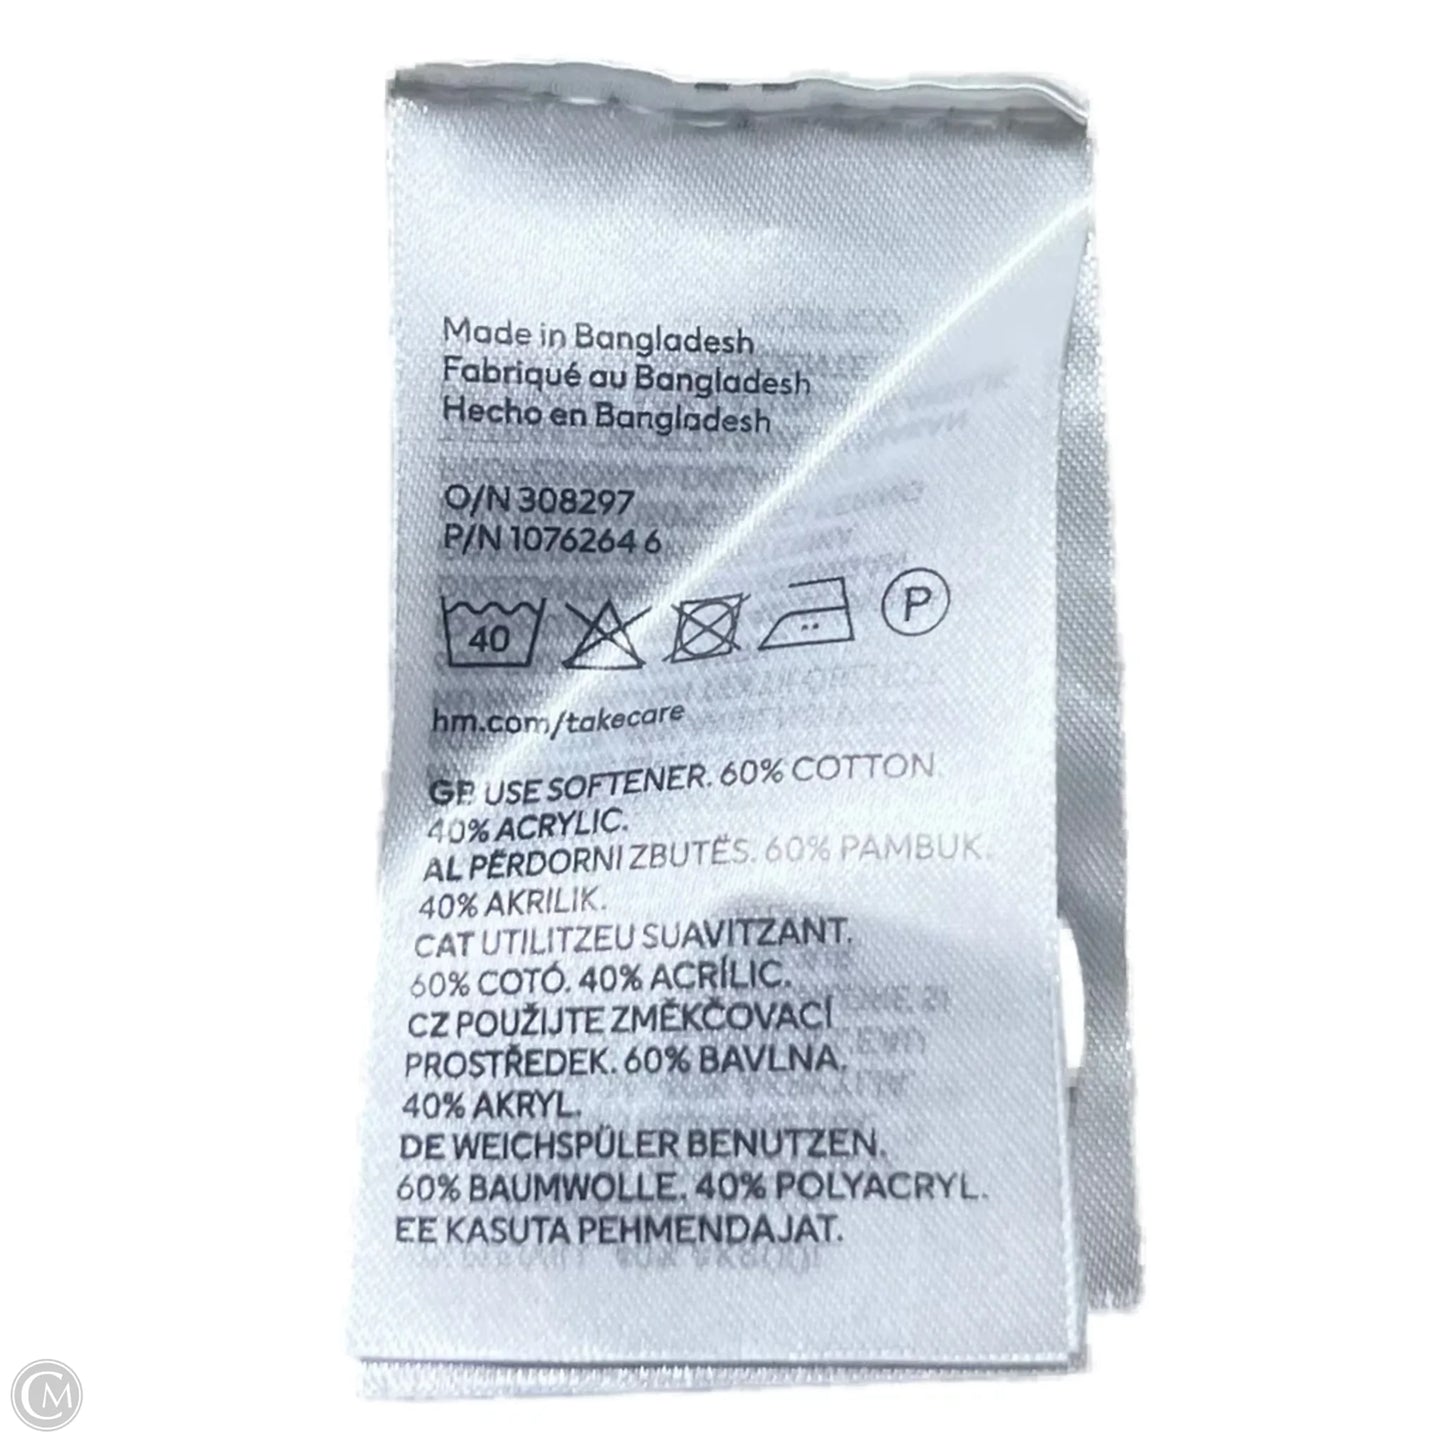 Made in Bangladesh
Fabriqué au Bangladesh
Hecho en Bangladesh
O/N 308297
P/N 1076264 6
40
P
hm.com/takecare
GB USE SOFTENER. 60% COTTON.
40% ACRYLIC.
AL PËRDORNI ZBUTËS. 60% PAMBUK.
40% AKRILIK.
CAT UTILITZEU SUAVITZANT.
60% COTÓ. 40% ACRÍLIC.
CZ POUŽIJTE ZMĚKČOVACÍ
PROSTŘEDEK. 60% BAVLNA.
40% AKRYL.
DE WEICHSPÜLER BENUTZEN.
60% BAUMWOLLE. 40% POLYACRYL.
EE KASUTA PEHMENDAJAT.
CM